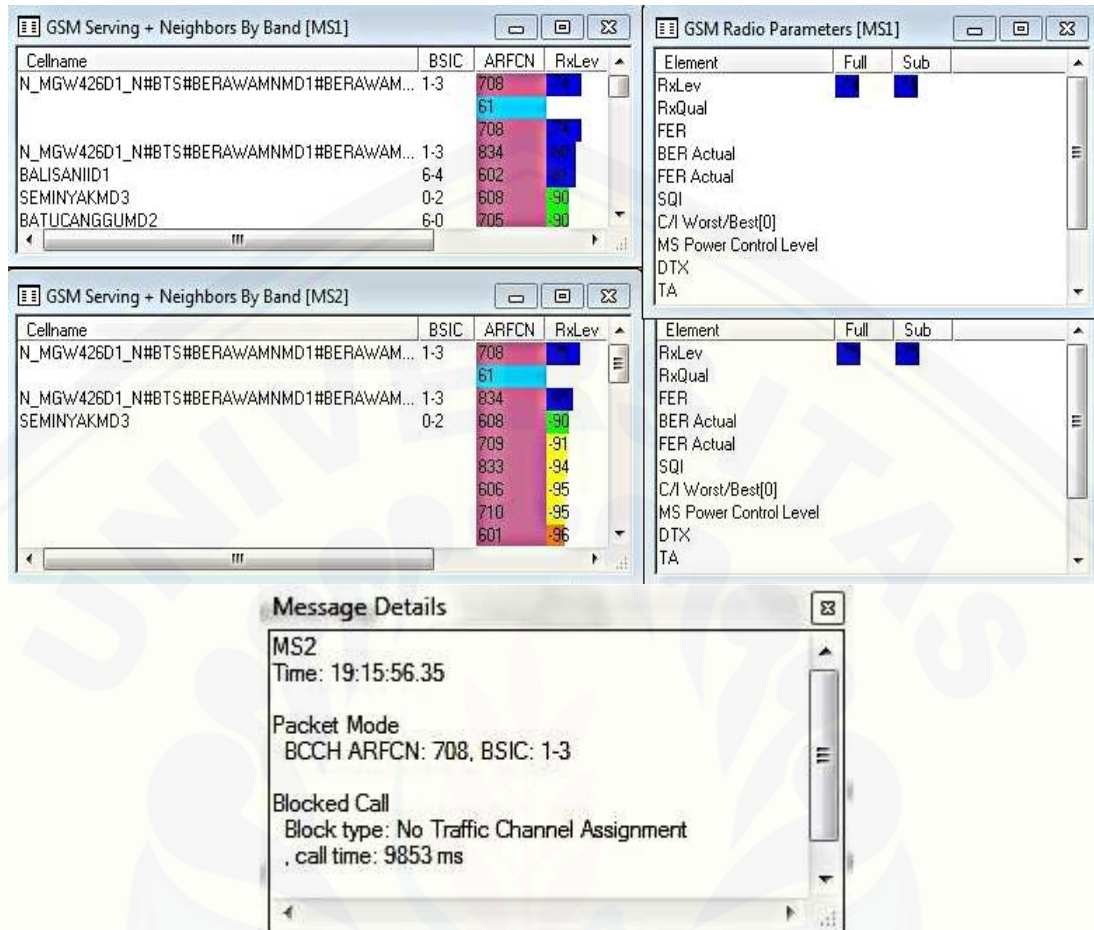 GSM Serving + Neighbors By Band [MS1]
Cellname BSIC ARFCN RxLev
N_MGW426D1_N#BTS#BERAWAMNMD1#BERAWAM... 1-3 708
61
708
N_MGW426D1_N#BTS#BERAWAMNMD1#BERAWAM... 1-3 834
BALISANIID1 6-4 602
SEMINYAKMD3 0-2 608 -90
BATUCANGGUMD2 6-0 705 -90
GSM Radio Parameters [MS1]
Element Full Sub
RxLev
RxQual
FER
BER Actual
FER Actual
SQI
C/I Worst/Best[0]
MS Power Control Level
DTX
TA
GSM Serving + Neighbors By Band [MS2]
Cellname BSIC ARFCN RxLev
N_MGW426D1_N#BTS#BERAWAMNMD1#BERAWAM... 1-3 708
61
N_MGW426D1_N#BTS#BERAWAMNMD1#BERAWAM... 1-3 834
SEMINYAKMD3 0-2 608 -90
709 -91
833 -94
606 -95
710 -95
601 -96
Element Full Sub
RxLev
RxQual
FER
BER Actual
FER Actual
SQI
C/I Worst/Best[0]
MS Power Control Level
DTX
TA
Message Details
MS2
Time: 19:15:56.35
Packet Mode
BCCH ARFCN: 708, BSIC: 1-3
Blocked Call
Block type: No Traffic Channel Assignment
, call time: 9853 ms
UNIVERSITAS